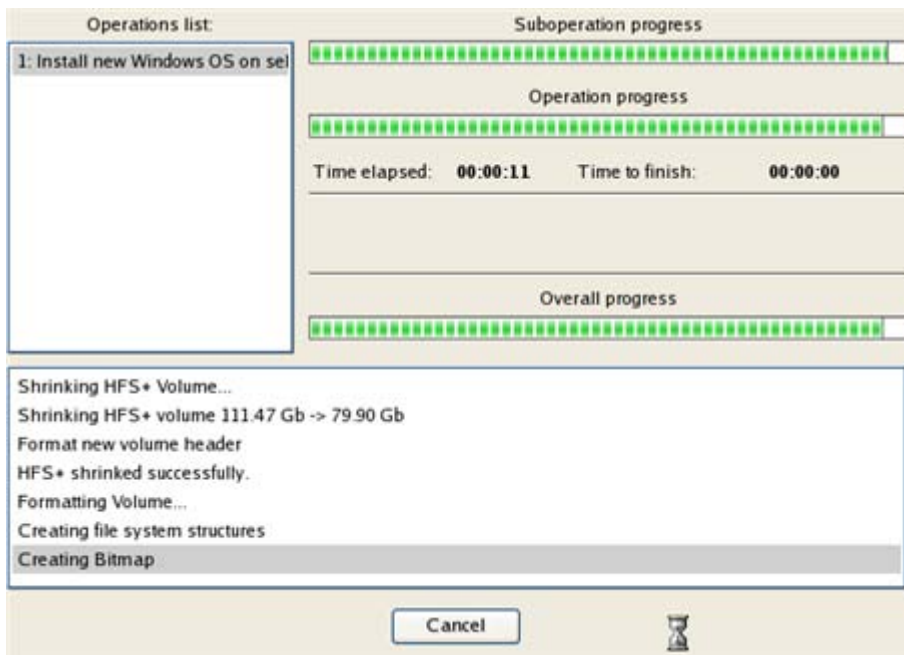 Operations list:
1: Install new Windows OS on sel
Suboperation progress
Operation progress
Time elapsed: 00:00:11 Time to finish: 00:00:00
Overall progress
Shrinking HFS+ Volume...
Shrinking HFS+ volume 111.47 Gb -> 79.90 Gb
Format new volume header
HFS+ shrinked successfully.
Formatting Volume...
Creating file system structures
Creating Bitmap
Cancel